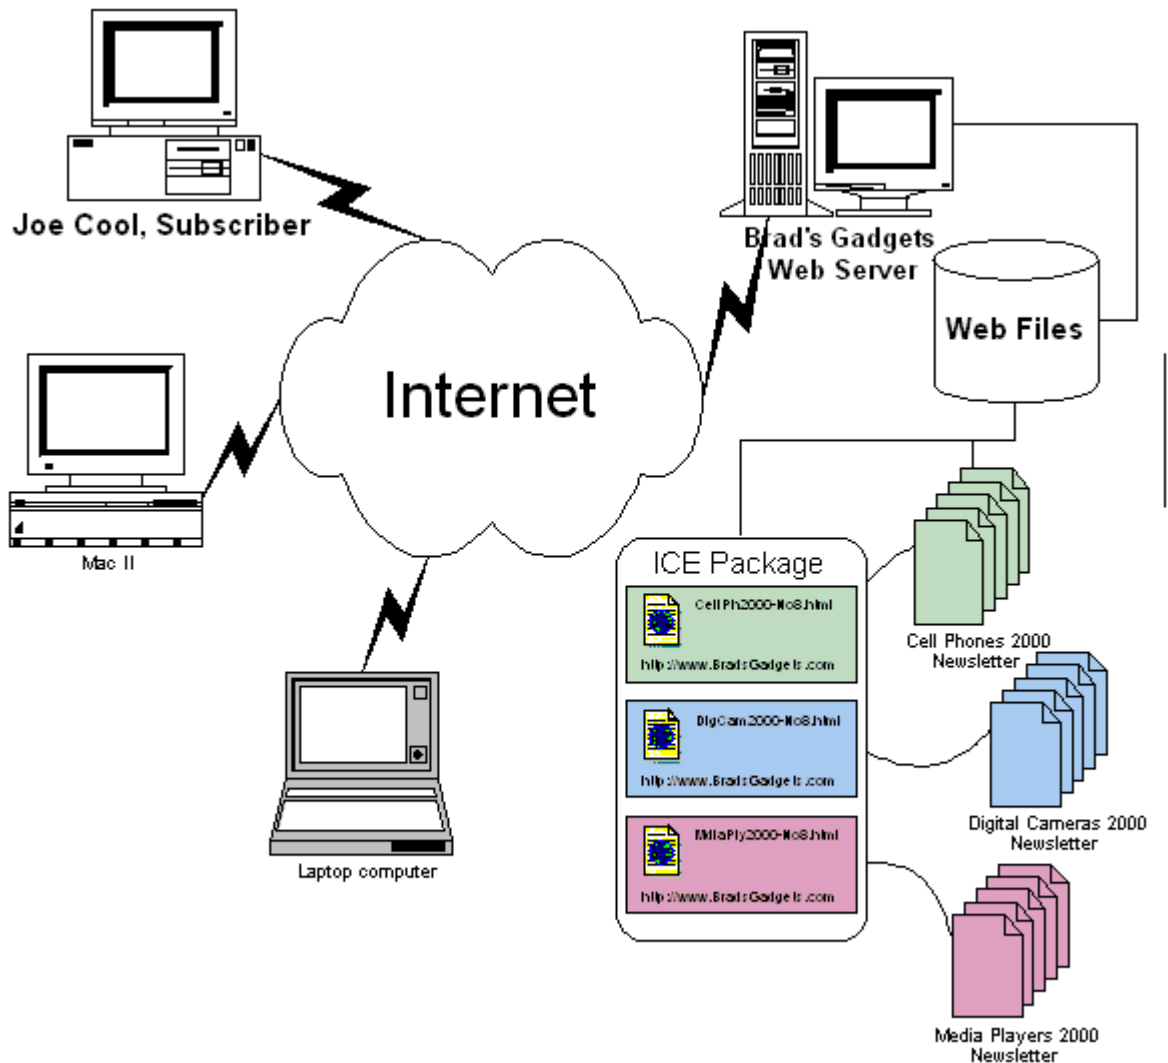 Joe Cool, Subscriber
Brad's Gadgets
Web Server
Web Files
Internet
Mac II
ICE Package
CellPh2000-No8.html
http://www.BradsGadgets.com
Cell Phones 2000
Newsletter
DigCam2000-No8.html
http://www.BradsGadgets.com
Digital Cameras 2000
Newsletter
MdiaPly2000-No8.html
http://www.BradsGadgets.com
Laptop computer
Media Players 2000
Newsletter